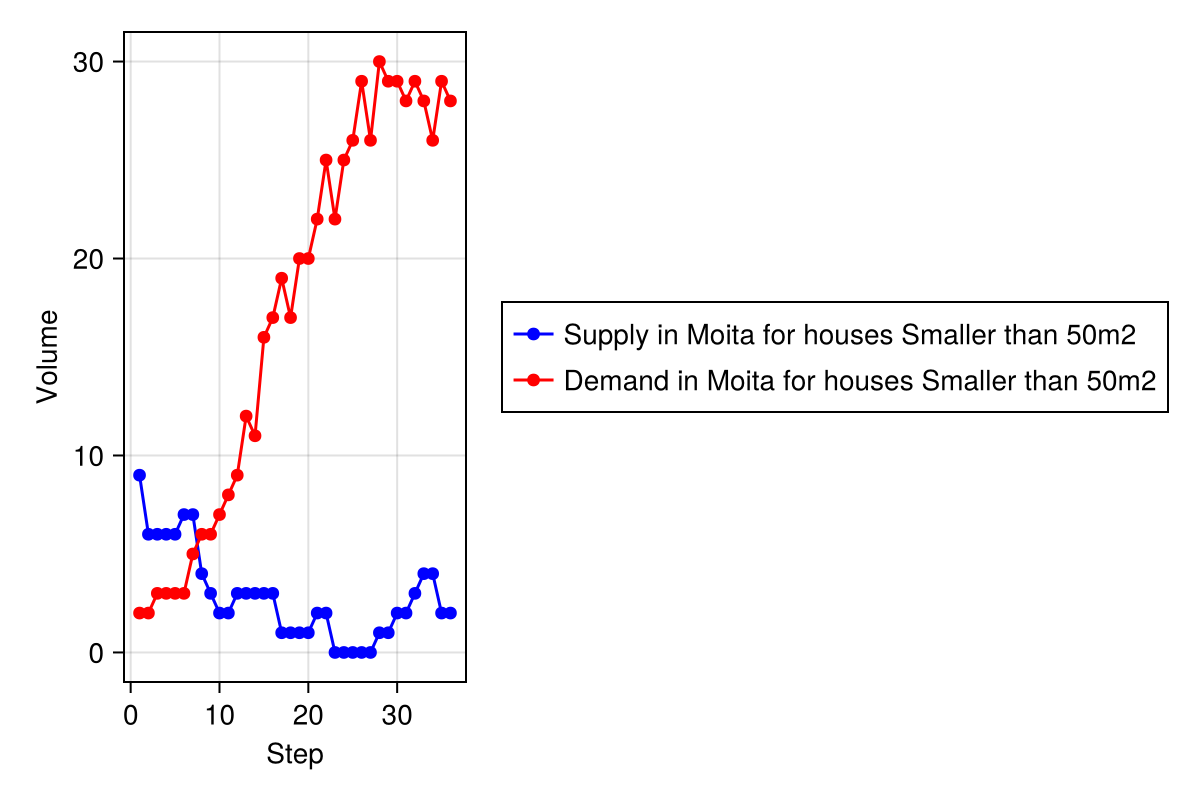 30
20
10
0
Volume
0 10 20 30
Step
Supply in Moita for houses Smaller than 50m2
Demand in Moita for houses Smaller than 50m2